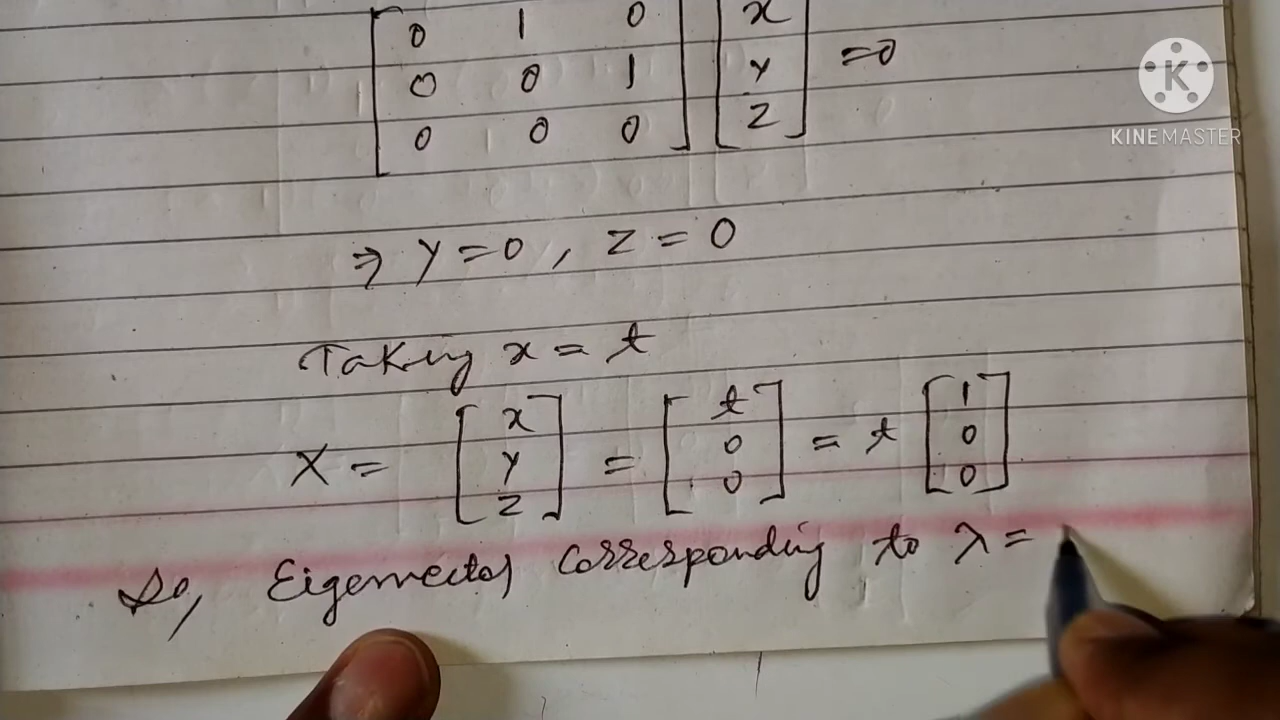 [0 1 0] [x]
[0 0 1] [y] = 0
[0 0 0] [z]
K
KINEMASTER
⇒ y = 0 , z = 0
Taking x = t
X = [x y z] = [t 0 0] = t [1 0 0]
So, Eigenvector corresponding to λ =